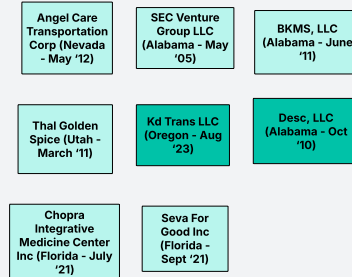 Angel Care
Transportation
Corp (Nevada
- May ‘12)
SEC Venture
Group LLC
(Alabama - May
‘05)
BKMS, LLC
(Alabama - June
‘11)
Thal Golden
Spice (Utah -
March ‘11)
Kd Trans LLC
(Oregon - Aug
‘23)
Desc, LLC
(Alabama - Oct
‘10)
Chopra
Integrative
Medicine Center
Inc (Florida - July
‘21)
Seva For
Good Inc
(Florida -
Sept ‘21)